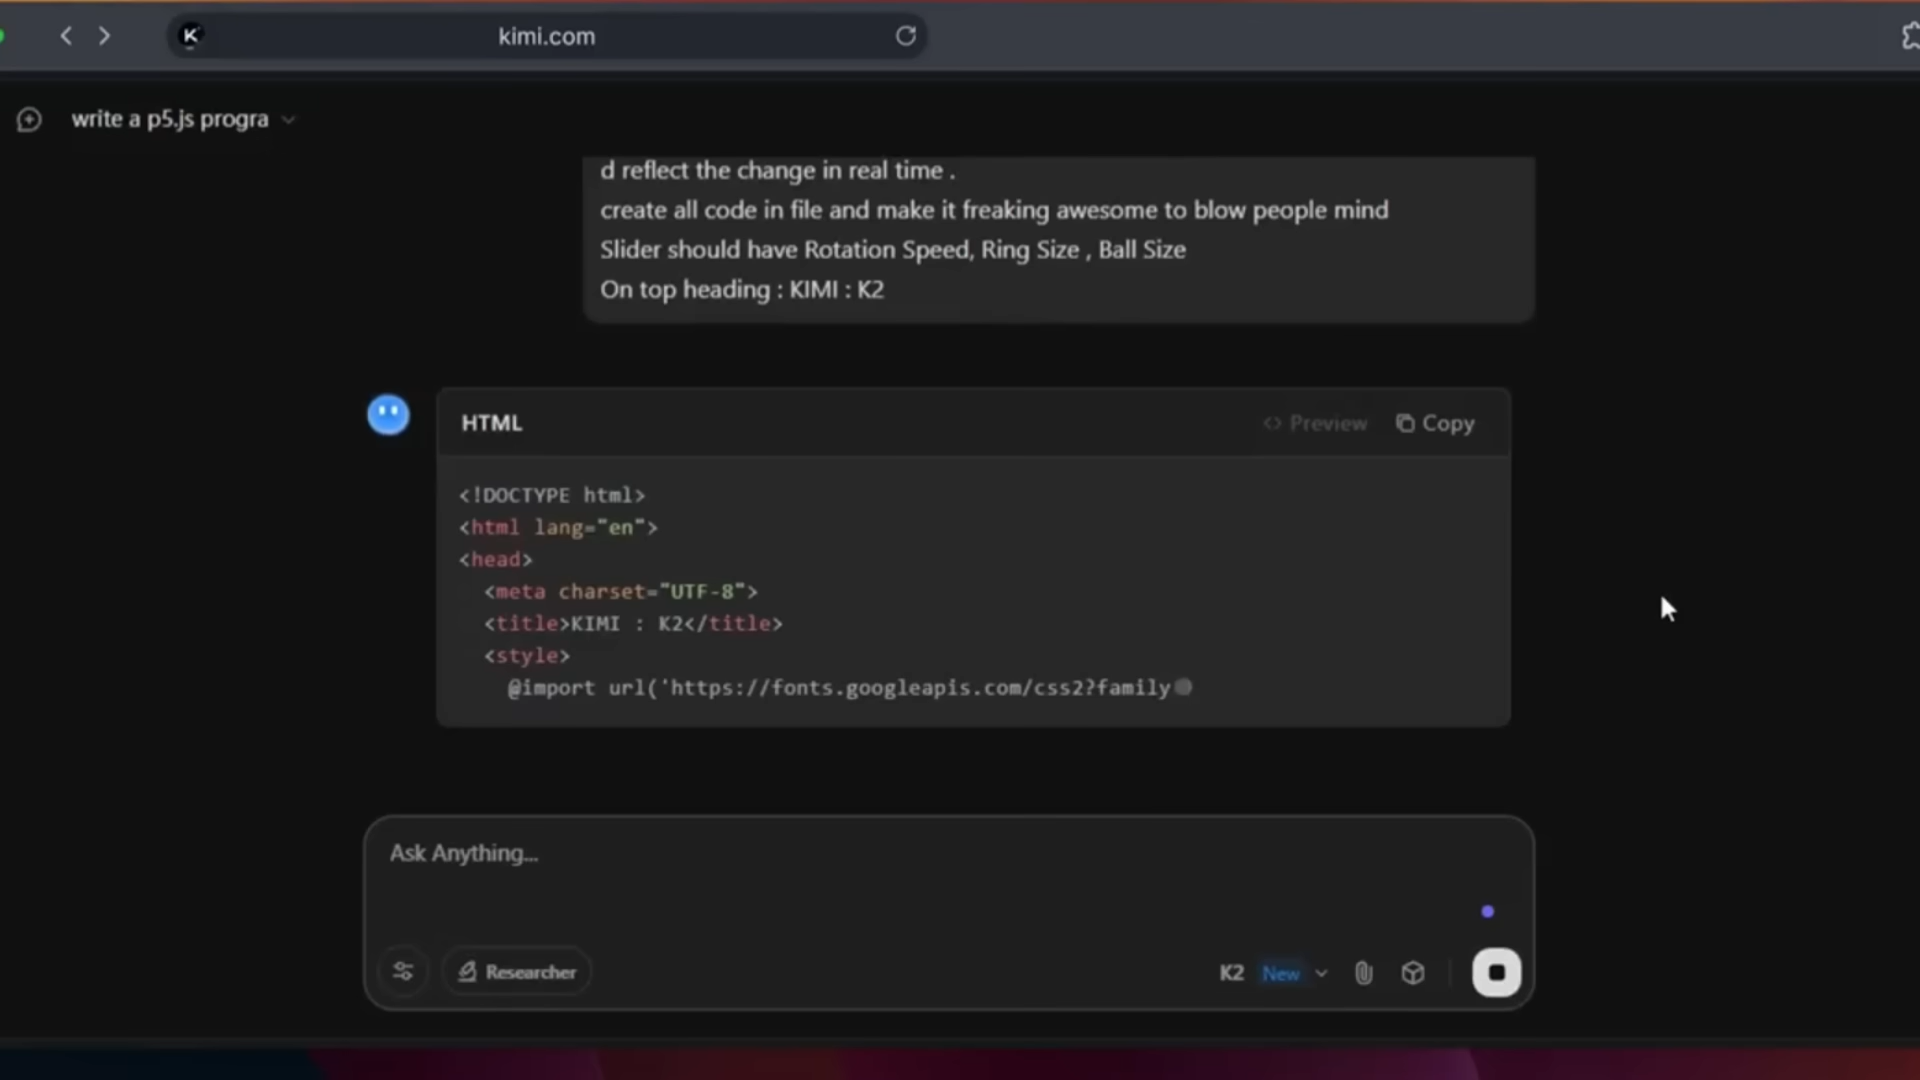 K
kimi.com
write a p5.js progra
d reflect the change in real time .
create all code in file and make it freaking awesome to blow people mind
Slider should have Rotation Speed, Ring Size , Ball Size
On top heading : KIMI : K2
HTML
<> Preview
Copy
<!DOCTYPE html>
<html lang="en">
<head>
<meta charset="UTF-8">
<title>KIMI : K2</title>
<style>
@import url('https://fonts.googleapis.com/css2?family
Ask Anything...
Researcher
K2 New